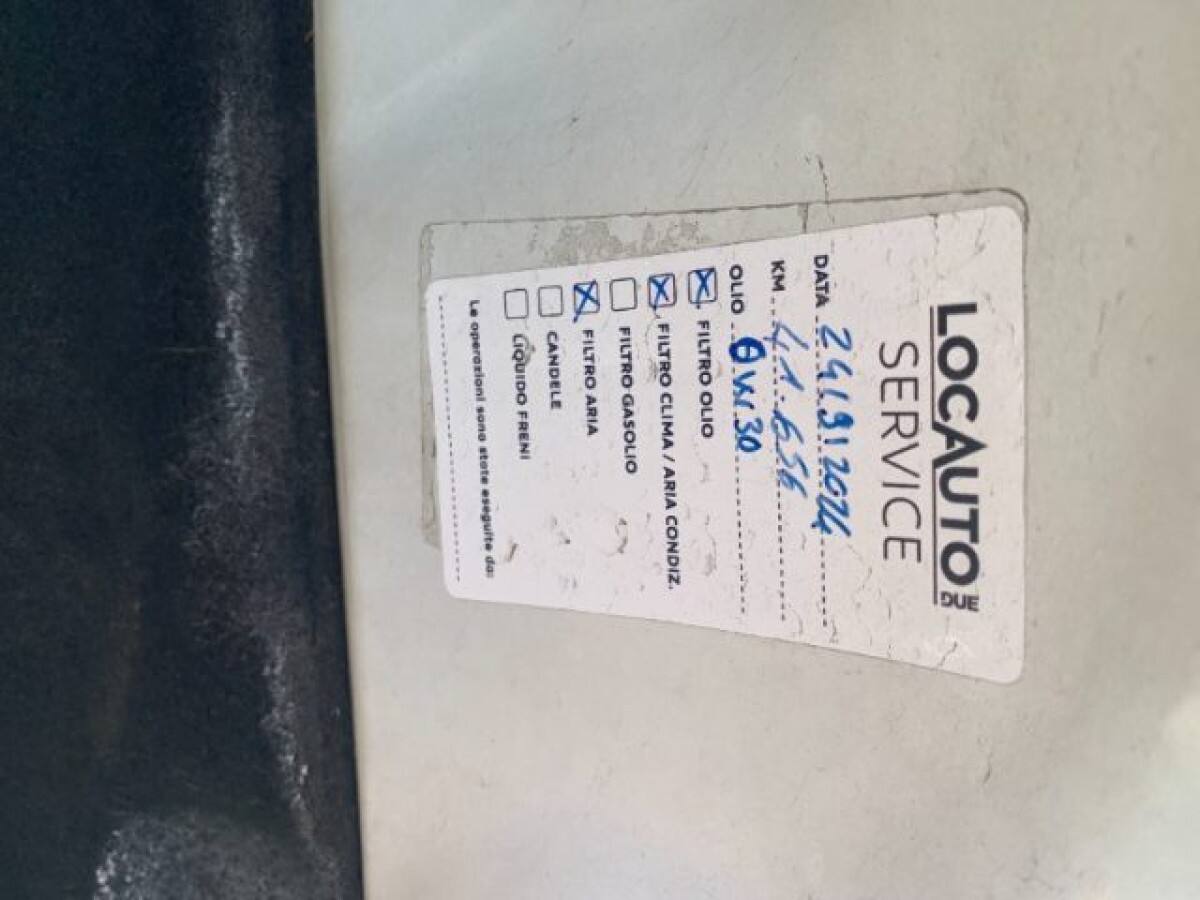 LOCAUTO DUE
SERVICE
DATA 24/9/2024
KM 41.656
OLIO 0W30
FILTRO OLIO
FILTRO CLIMA / ARIA CONDIZ.
FILTRO GASOLIO
FILTRO ARIA
CANDELE
LIQUIDO FRENI
Le operazioni sono state eseguite da: